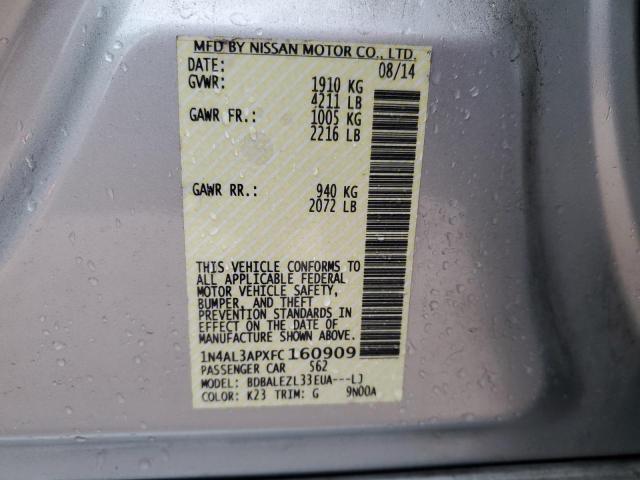 MFD BY NISSAN MOTOR CO., LTD.
DATE: 08/14
GVWR: 1910 KG
4211 LB
GAWR FR.: 1005 KG
2216 LB
GAWR RR.: 940 KG
2072 LB
THIS VEHICLE CONFORMS TO
ALL APPLICABLE FEDERAL
MOTOR VEHICLE SAFETY,
BUMPER, AND THEFT
PREVENTION STANDARDS IN
EFFECT ON THE DATE OF
MANUFACTURE SHOWN ABOVE.
1N4AL3APXFC160909
PASSENGER CAR 562
MODEL: BDBALEZL33EUA---LJ
COLOR: K23 TRIM: G 9N00A